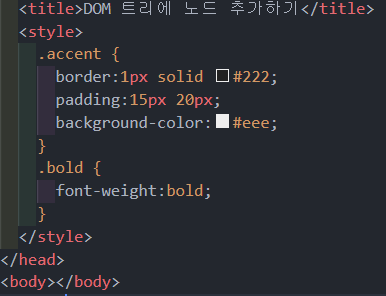 <title>DOM 트리에 노드 추가하기</title>
<style>
.accent {
border:1px solid #222;
padding:15px 20px;
background-color:#eee;
}
.bold {
font-weight:bold;
}
</style>
</head>
<body></body>